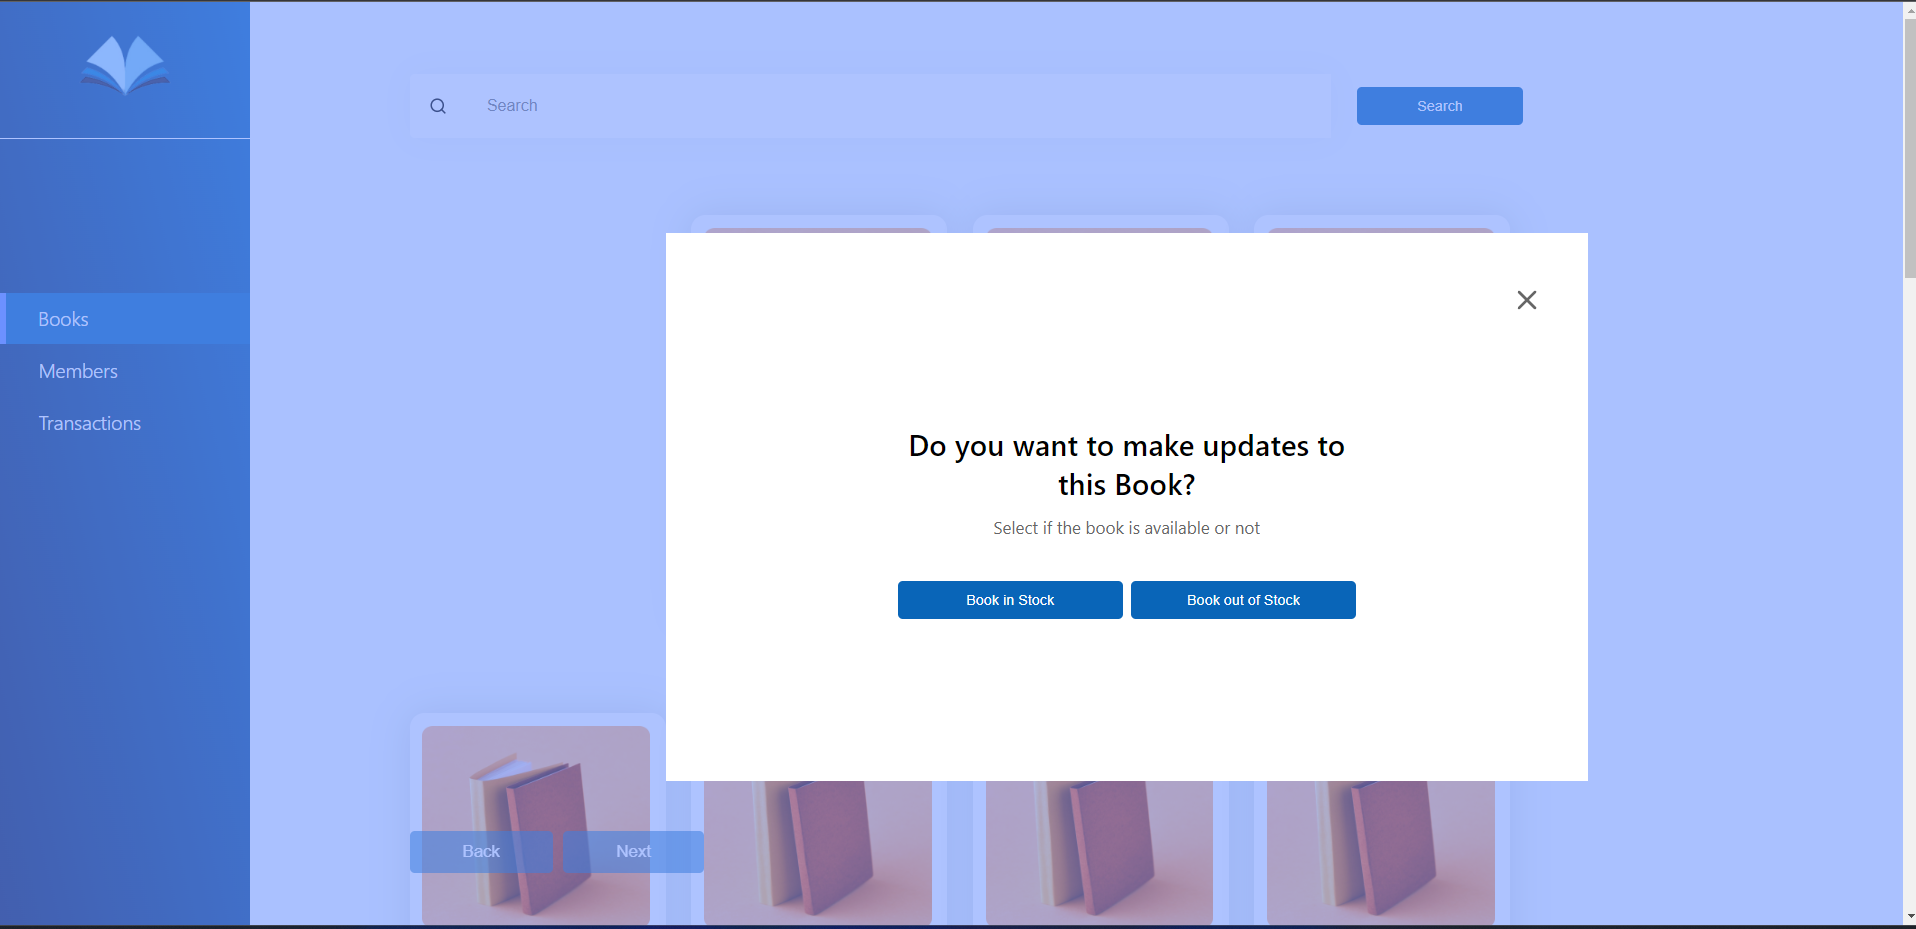 Search
Search
Books
Members
Transactions
Do you want to make updates to
this Book?
Select if the book is available or not
Book in Stock
Book out of Stock
Back
Next